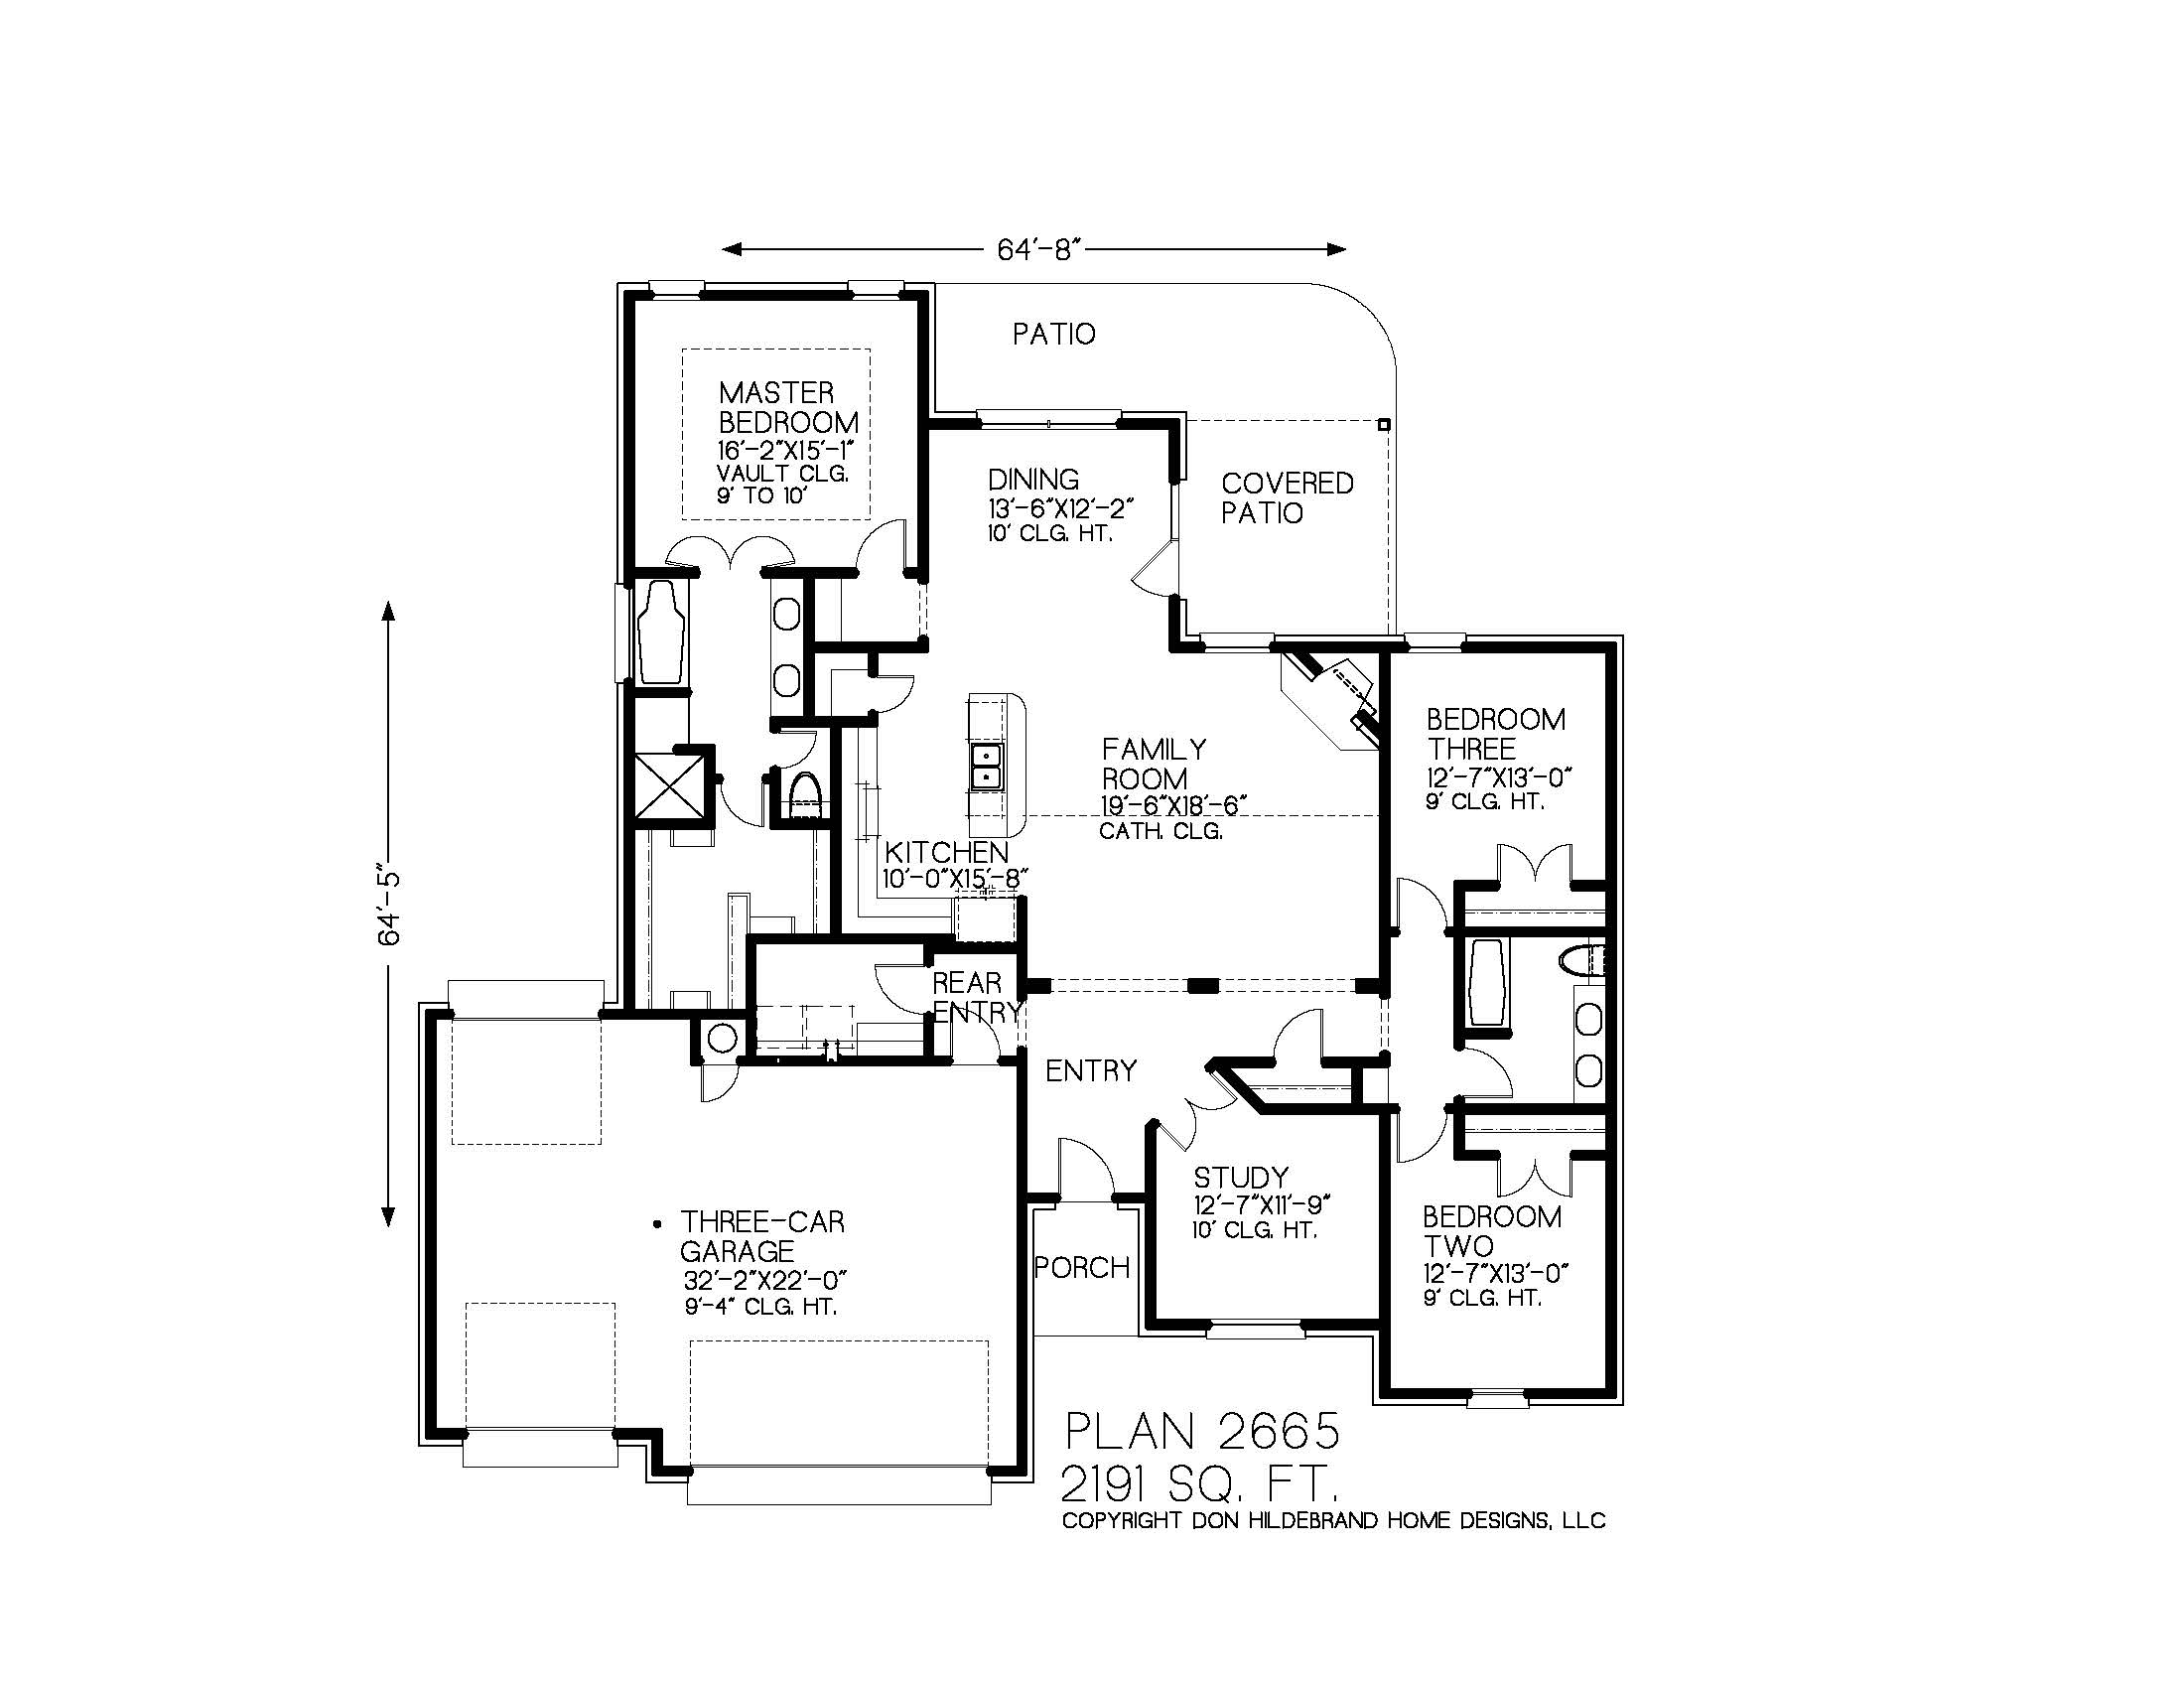 64'-8"
PATIO
MASTER
BEDROOM
16'-2"X15'-1"
VAULT CLG.
9' TO 10'
DINING
13'-6"X12'-2"
10' CLG. HT.
COVERED
PATIO
64'-5"
FAMILY
ROOM
19'-6"X18'-6"
CATH. CLG.
BEDROOM
THREE
12'-7"X13'-0"
9' CLG. HT.
KITCHEN
10'-0"X15'-8"
REAR
ENTRY
ENTRY
STUDY
12'-7"X11'-9"
10' CLG. HT.
BEDROOM
TWO
12'-7"X13'-0"
9' CLG. HT.
THREE-CAR
GARAGE
32'-2"X22'-0"
9'-4" CLG. HT.
PORCH
PLAN 2665
2191 SQ. FT.
COPYRIGHT DON HILDEBRAND HOME DESIGNS, LLC